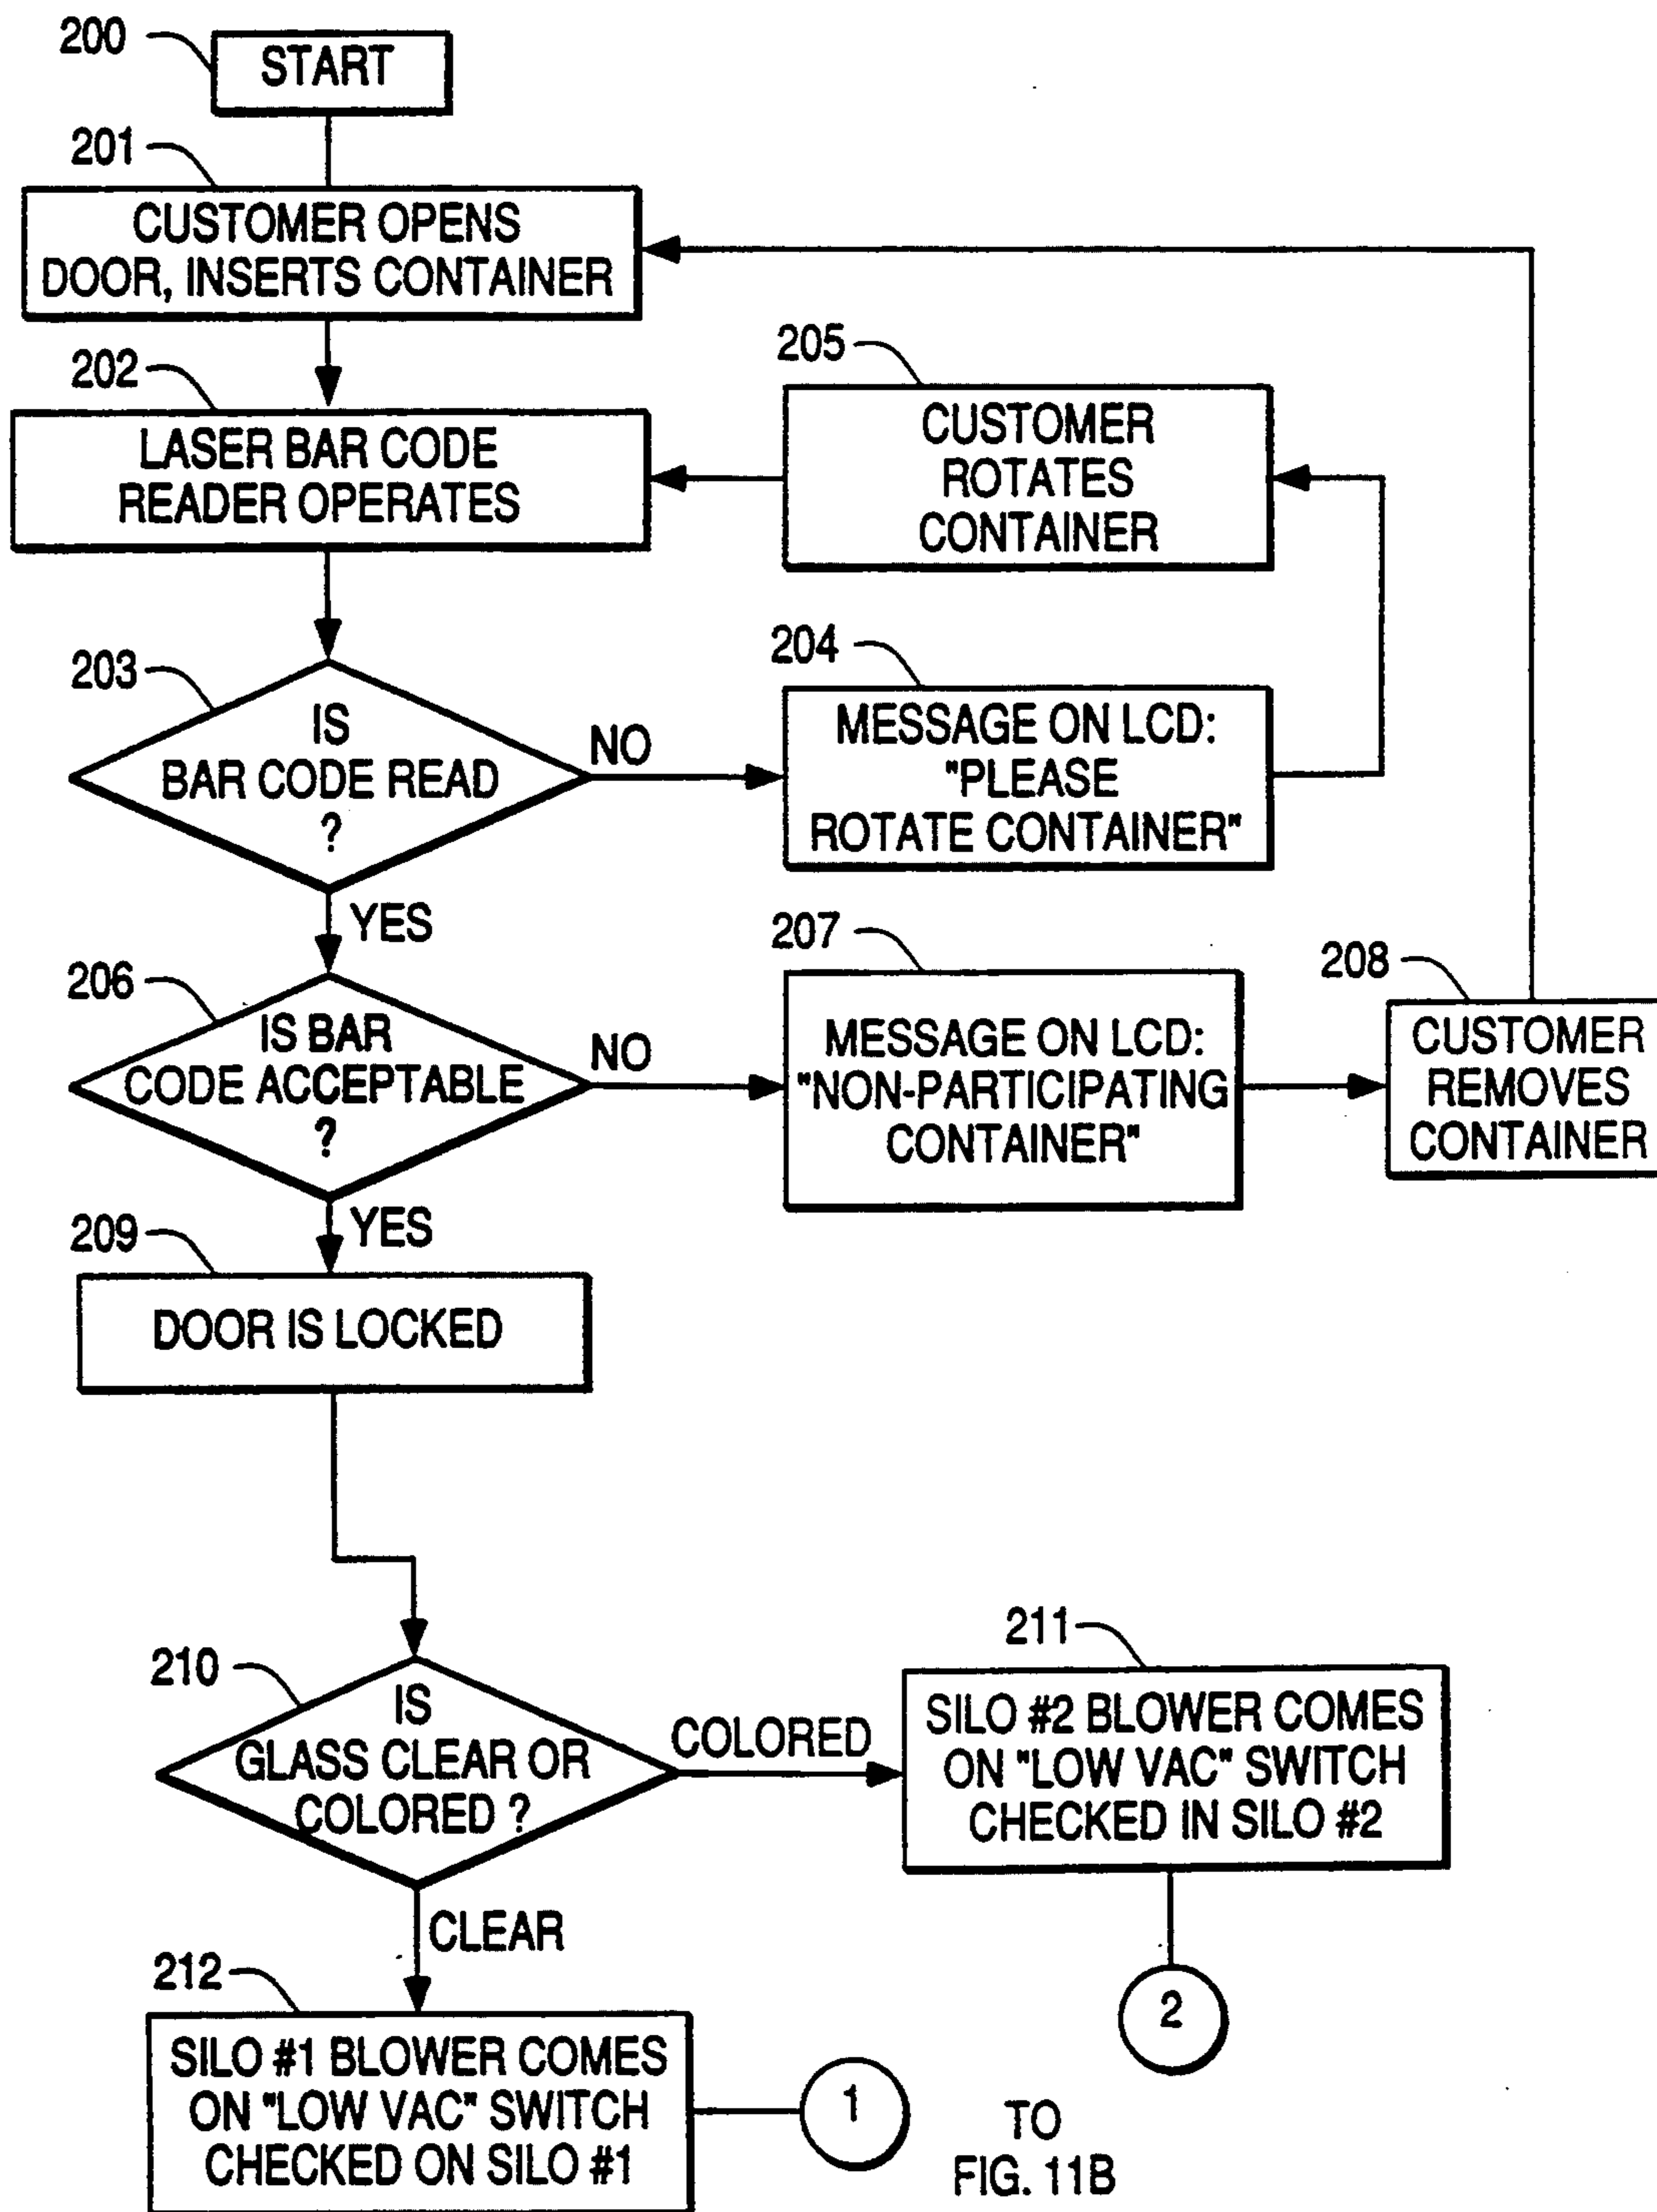 200
START
201
CUSTOMER OPENS
DOOR, INSERTS CONTAINER
202
LASER BAR CODE
READER OPERATES
205
CUSTOMER
ROTATES
CONTAINER
203
IS
BAR CODE READ
?
NO
204
MESSAGE ON LCD:
"PLEASE
ROTATE CONTAINER"
YES
206
IS BAR
CODE ACCEPTABLE
?
NO
207
MESSAGE ON LCD:
"NON-PARTICIPATING
CONTAINER"
208
CUSTOMER
REMOVES
CONTAINER
YES
209
DOOR IS LOCKED
210
IS
GLASS CLEAR OR
COLORED ?
COLORED
211
SILO #2 BLOWER COMES
ON "LOW VAC" SWITCH
CHECKED IN SILO #2
2
CLEAR
212
SILO #1 BLOWER COMES
ON "LOW VAC" SWITCH
CHECKED ON SILO #1
1
TO
FIG. 11B